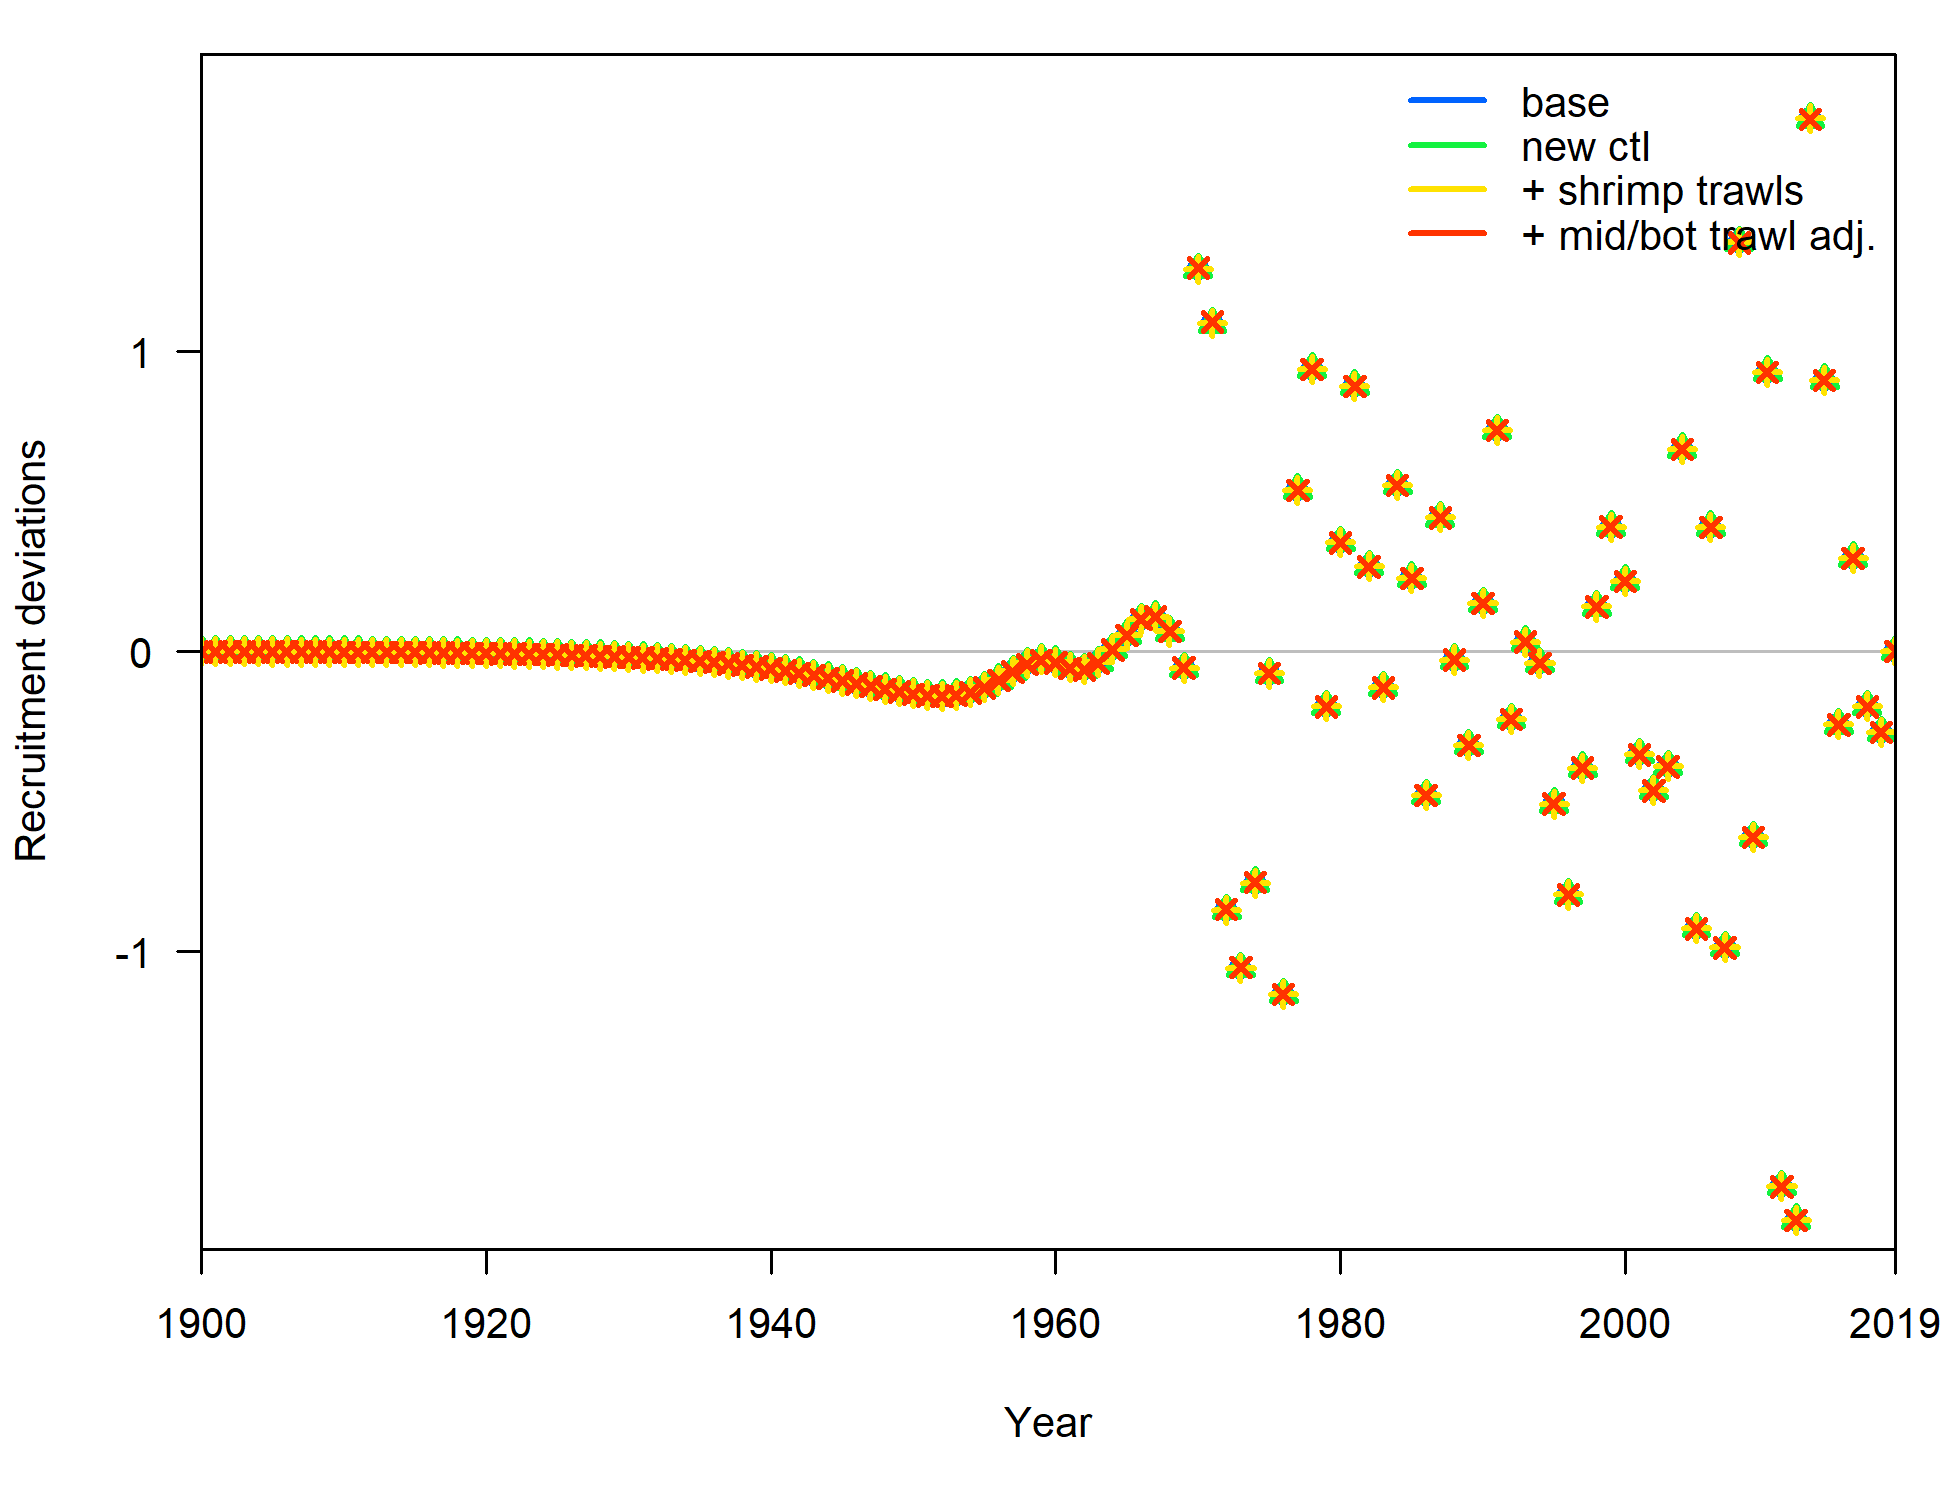 base
new ctl
+ shrimp trawls
+ mid/bot trawl adj.
1
0
-1
Recruitment deviations
1900 1920 1940 1960 1980 2000 2019
Year